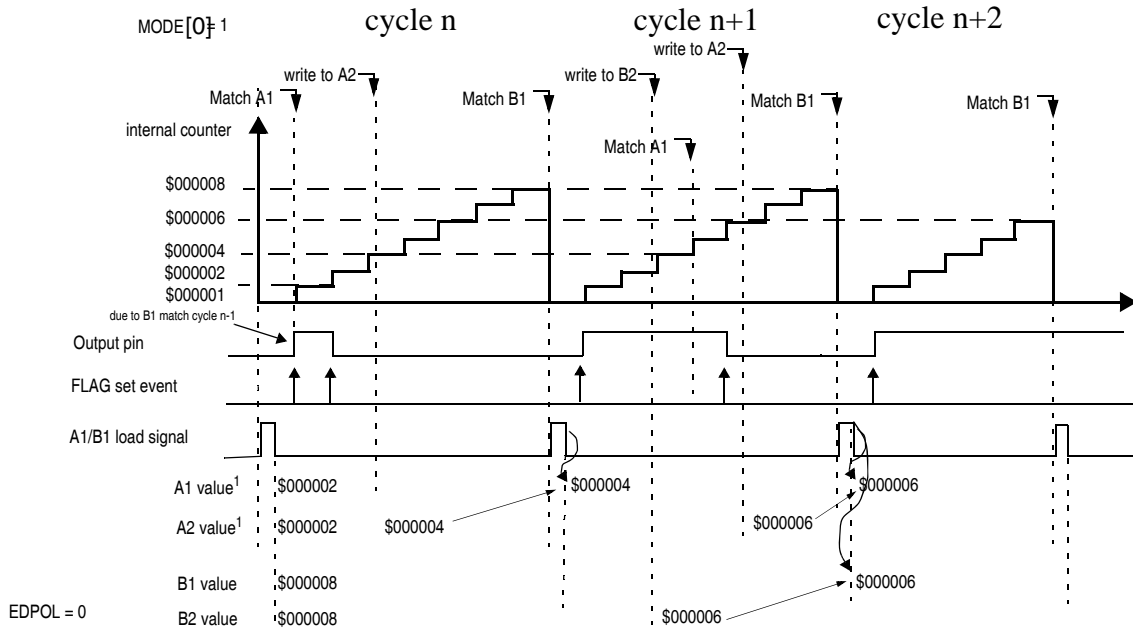 MODE[0]= 1
cycle n
cycle n+1
cycle n+2
write to A2
write to A2
write to B2
Match A1
Match B1
Match B1
Match B1
internal counter
Match A1
$000008
$000006
$000004
$000002
$000001
due to B1 match cycle n-1
Output pin
FLAG set event
A1/B1 load signal
A1 value1 $000002 $000004 $000006
A2 value1 $000002 $000004 $000006
B1 value $000008 $000006
EDPOL = 0
B2 value $000008 $000006